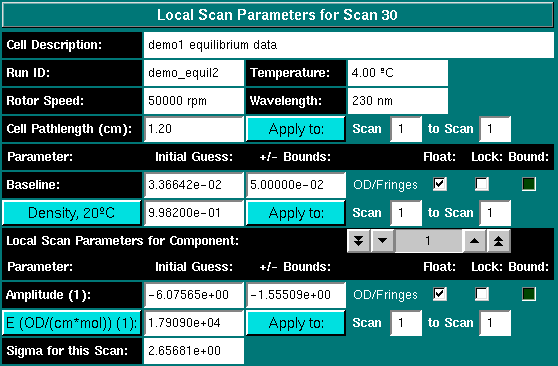 Local Scan Parameters for Scan 30
Cell Description: demo1 equilibrium data
Run ID: demo_equil2 Temperature: 4.00 ºC
Rotor Speed: 50000 rpm Wavelength: 230 nm
Cell Pathlength (cm): 1.20 Apply to: Scan 1 to Scan 1
Parameter: Initial Guess: +/- Bounds: Float: Lock: Bound:
Baseline: 3.36642e-02 5.00000e-02 OD/Fringes
Density, 20ºC 9.98200e-01 Apply to: Scan 1 to Scan 1
Local Scan Parameters for Component: 1
Parameter: Initial Guess: +/- Bounds: Float: Lock: Bound:
Amplitude (1): -6.07565e+00 -1.55509e+00 OD/Fringes
E (OD/(cm*mol)) (1): 1.79090e+04 Apply to: Scan 1 to Scan 1
Sigma for this Scan: 2.65681e+00